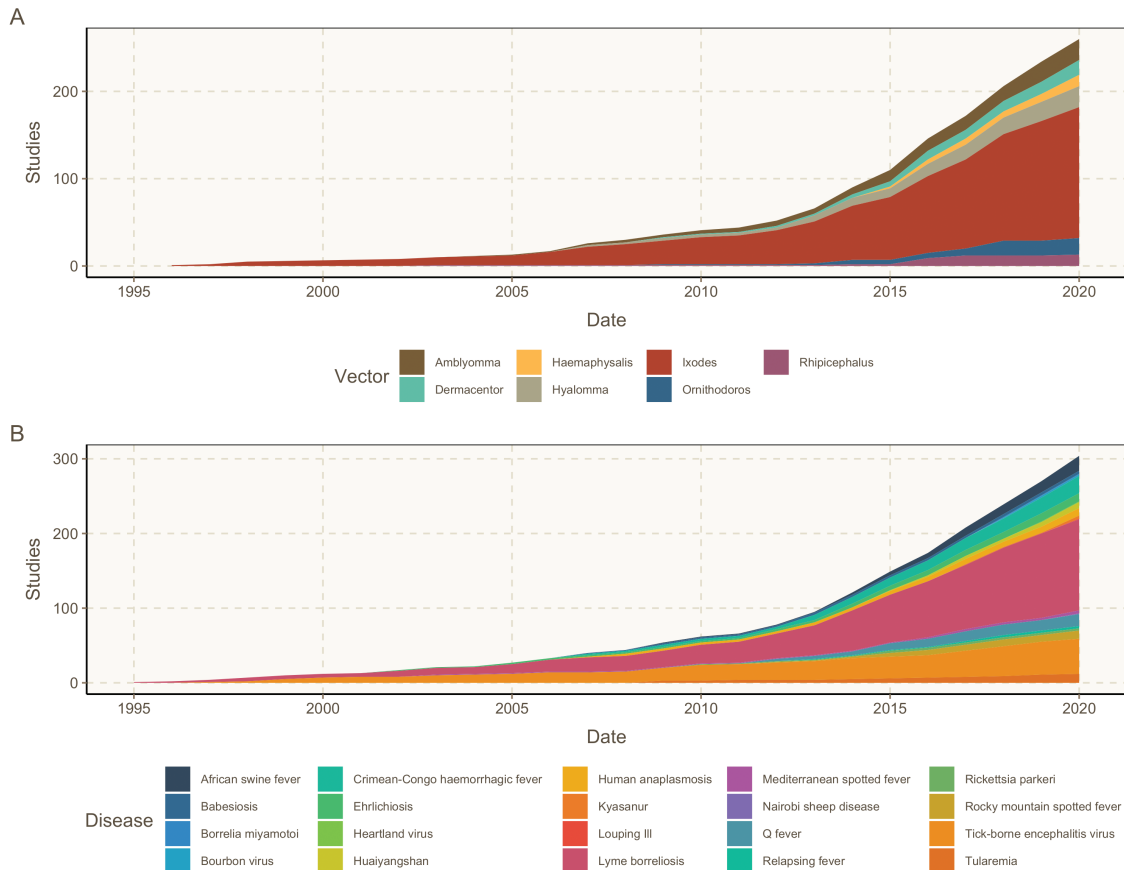 A
Studies
200
100
0
1995 2000 2005 2010 2015 2020
Date
Vector
Amblyomma Haemaphysalis Ixodes Rhipicephalus
Dermacentor Hyalomma Ornithodoros
B
Studies
300
200
100
0
1995 2000 2005 2010 2015 2020
Date
Disease
African swine fever Crimean-Congo haemorrhagic fever Human anaplasmosis Mediterranean spotted fever Rickettsia parkeri
Babesiosis Ehrlichiosis Kyasanur Nairobi sheep disease Rocky mountain spotted fever
Borrelia miyamotoi Heartland virus Louping Ill Q fever Tick-borne encephalitis virus
Bourbon virus Huaiyangshan Lyme borreliosis Relapsing fever Tularemia